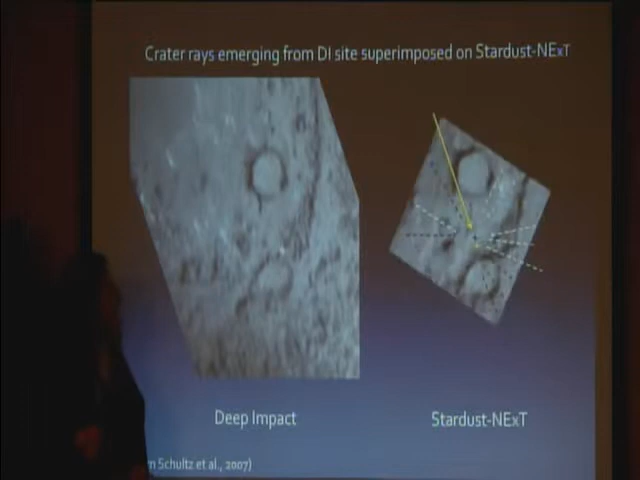 Crater rays emerging from DI site superimposed on Stardust-NExT
Deep Impact
Stardust-NExT
Schultz et al., 2007)